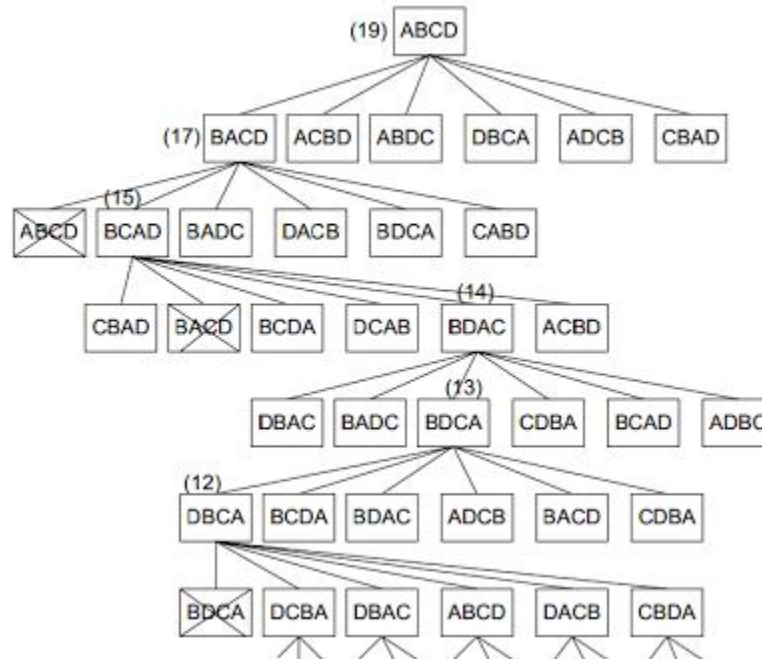 (19) ABCD
(17) BACD ACBD ABDC DBCA ADCB CBAD
(15)
ABCD BCAD BADC DACB BDCA CABD
(14)
CBAD BACD BCDA DCAB BDAC ACBD
(13)
DBAC BADC BDCA CDBA BCAD ADBC
(12)
DBCA BCDA BDAC ADCB BACD CDBA
BDCA DCBA DBAC ABCD DACB CBDA